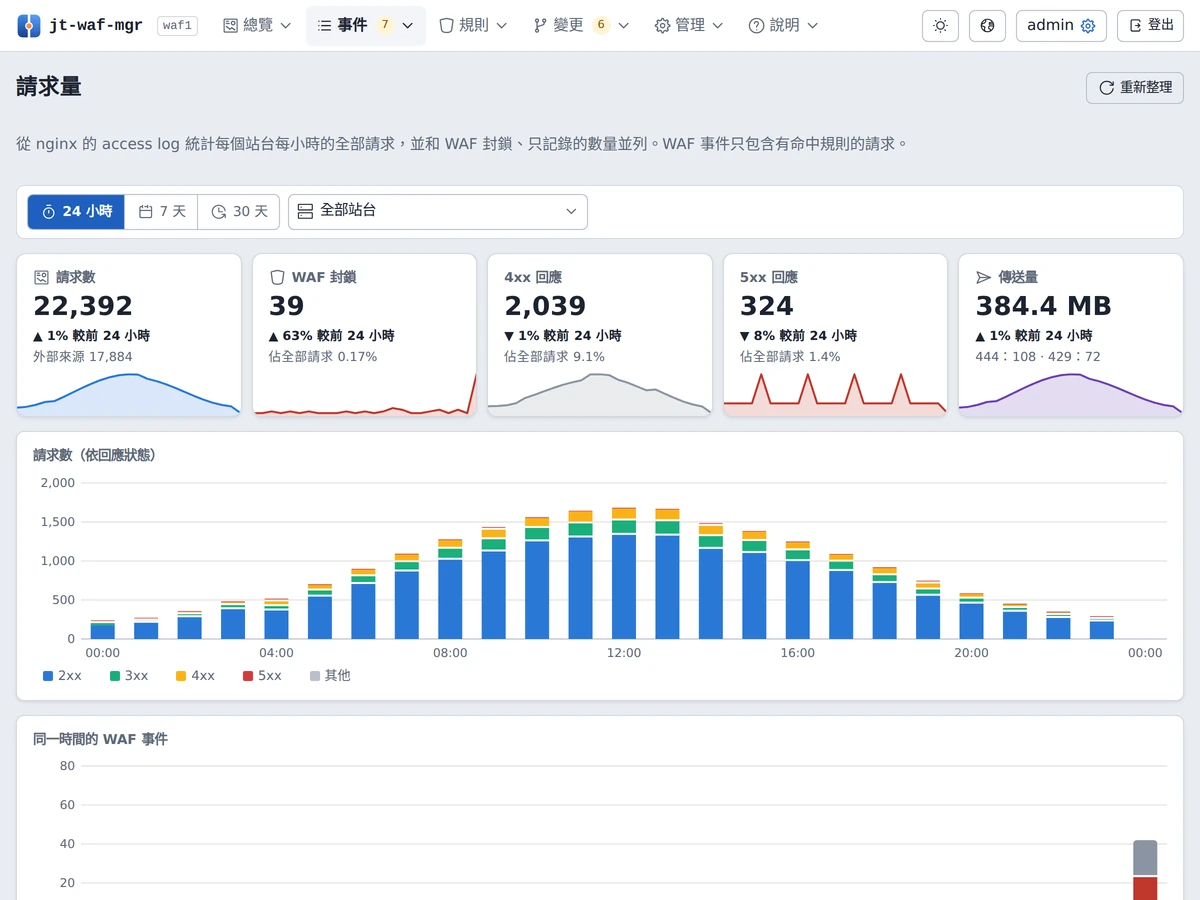 jt-waf-mgr waf1 總覽 事件 7 規則 變更 6 管理 說明 admin 登出
請求量
重新整理
從 nginx 的 access log 統計每個站台每小時的全部請求，並和 WAF 封鎖、只記錄的數量並列。WAF 事件只包含有命中規則的請求。
24 小時 7 天 30 天 全部站台
請求數
22,392
▲ 1% 較前 24 小時
外部來源 17,884
WAF 封鎖
39
▲ 63% 較前 24 小時
佔全部請求 0.17%
4xx 回應
2,039
▼ 1% 較前 24 小時
佔全部請求 9.1%
5xx 回應
324
▼ 8% 較前 24 小時
佔全部請求 1.4%
傳送量
384.4 MB
▲ 1% 較前 24 小時
444：108 · 429：72
請求數（依回應狀態）
2,000
1,500
1,000
500
0
00:00 04:00 08:00 12:00 16:00 20:00 00:00
2xx 3xx 4xx 5xx 其他
同一時間的 WAF 事件
80
60
40
20